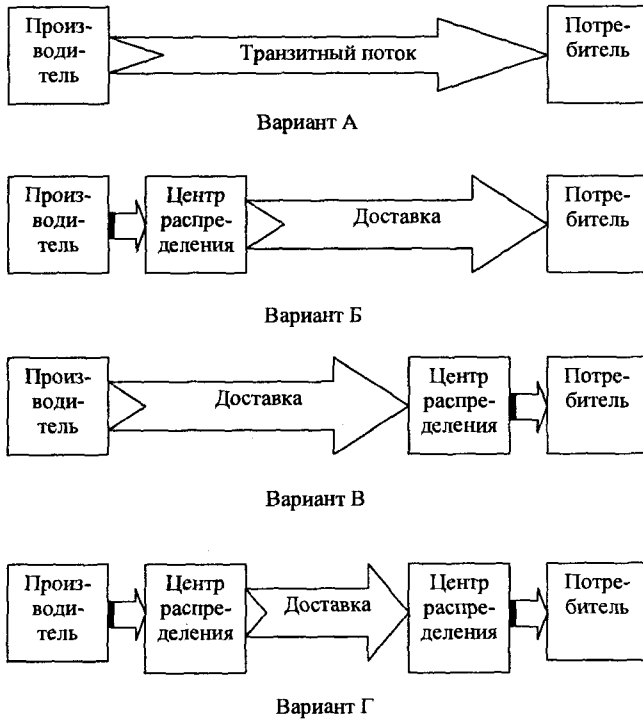 Произ-
води-
тель
Транзитный поток
Потре-
битель
Вариант А
Произ-
води-
тель
Центр
распре-
деления
Доставка
Потре-
битель
Вариант Б
Произ-
води-
тель
Доставка
Центр
распре-
деления
Потре-
битель
Вариант В
Произ-
води-
тель
Центр
распре-
деления
Доставка
Центр
распре-
деления
Потре-
битель
Вариант Г